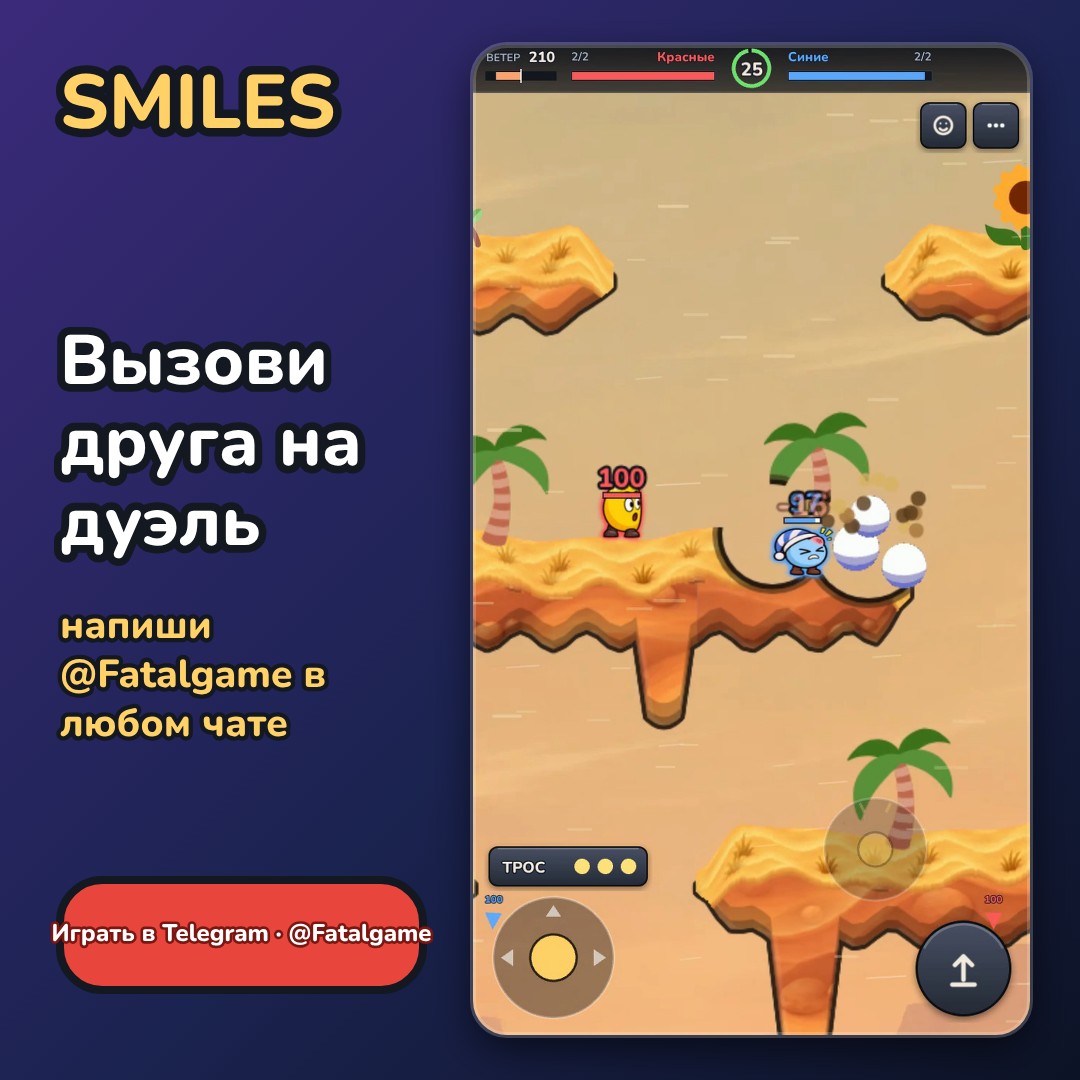 SMILES
Вызови
друга на
дуэль
напиши
@Fatalgame в
любом чате
Играть в Telegram · @Fatalgame
ВЕТЕР 210 2/2 Красные 25 Синие 2/2
100
ТРОС
100
100